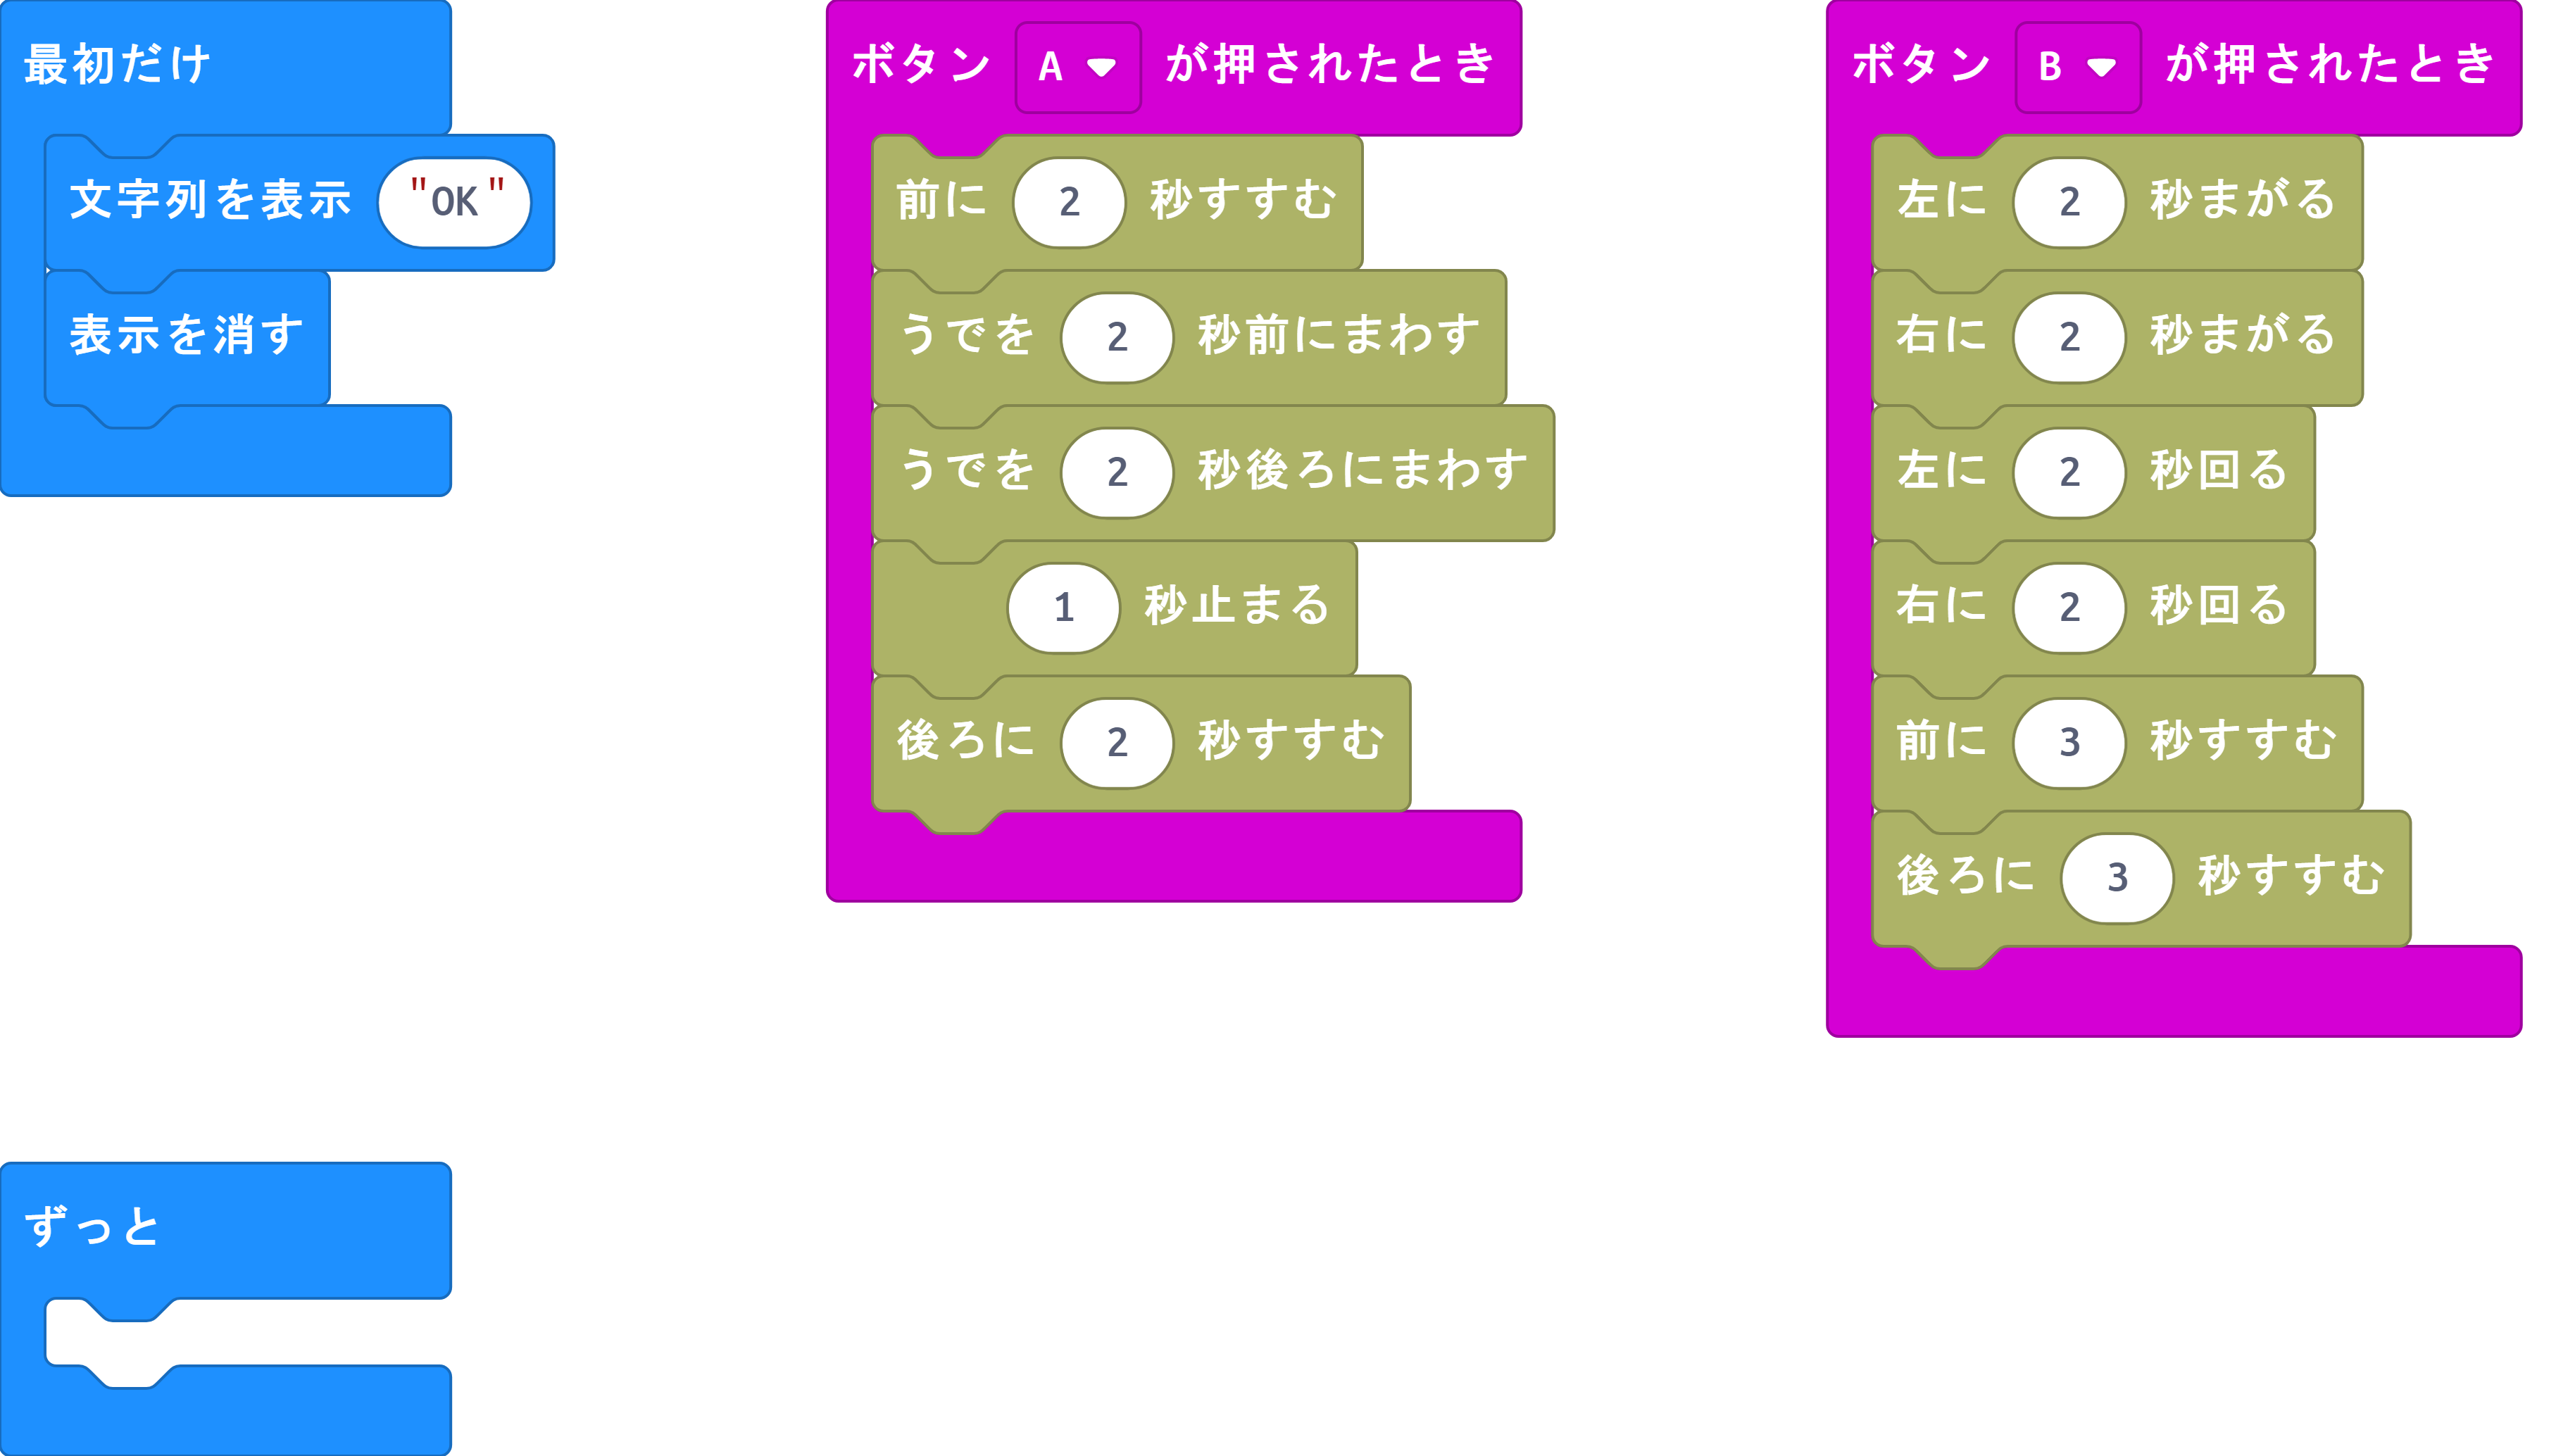 最初だけ
文字列を表示 "OK"
表示を消す
ボタン A が押されたとき
前に 2 秒すすむ
うでを 2 秒前にまわす
うでを 2 秒後ろにまわす
1 秒止まる
後ろに 2 秒すすむ
ボタン B が押されたとき
左に 2 秒まがる
右に 2 秒まがる
左に 2 秒回る
右に 2 秒回る
前に 3 秒すすむ
後ろに 3 秒すすむ
ずっと